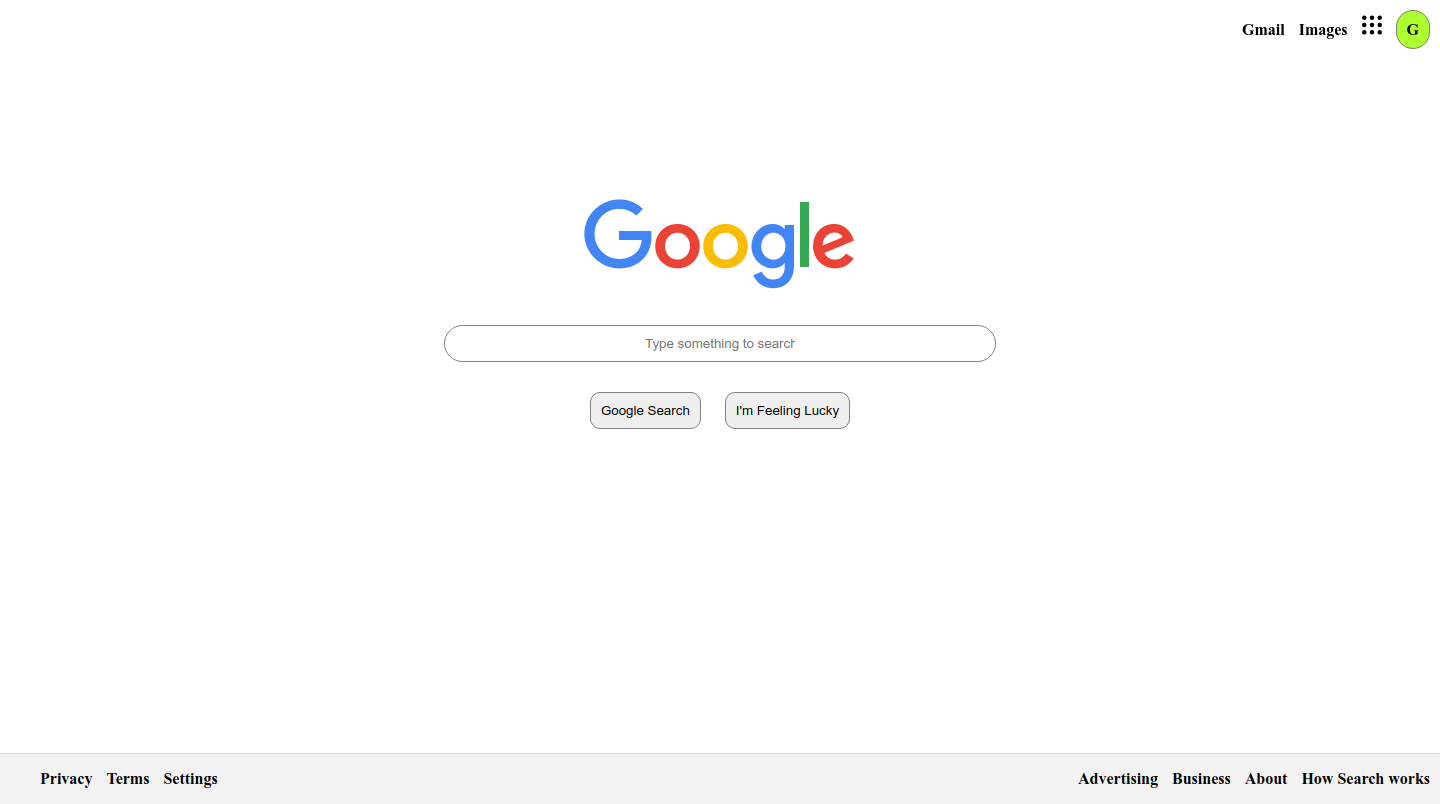 Gmail Images G
Google
Type something to search
Google Search I'm Feeling Lucky
Privacy Terms Settings Advertising Business About How Search works